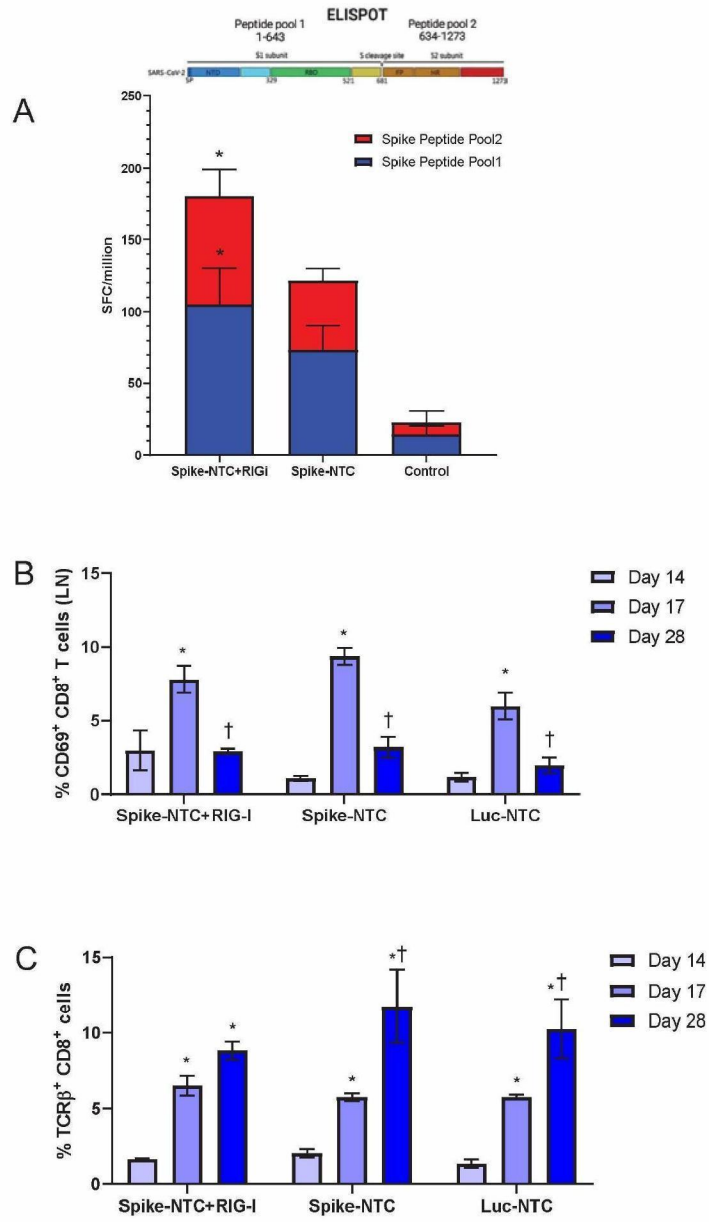 ELISPOT
Peptide pool 1 Peptide pool 2
1-643 634-1273
S1 subunit S cleavage site S2 subunit
SARS-CoV-2 NTD RBD FP HR
SP 329 521 681 1273
A
250
200
150
100
50
0
SFC/million
Spike Peptide Pool2
Spike Peptide Pool1
*
*
Spike-NTC+RIGi Spike-NTC Control
B
15
10
5
0
% CD69⁺ CD8⁺ T cells (LN)
Day 14
Day 17
Day 28
* * *
† † †
Spike-NTC+RIG-I Spike-NTC Luc-NTC
C
15
10
5
0
% TCRβ⁺ CD8⁺ cells
Day 14
Day 17
Day 28
* * * *† * *†
Spike-NTC+RIG-I Spike-NTC Luc-NTC